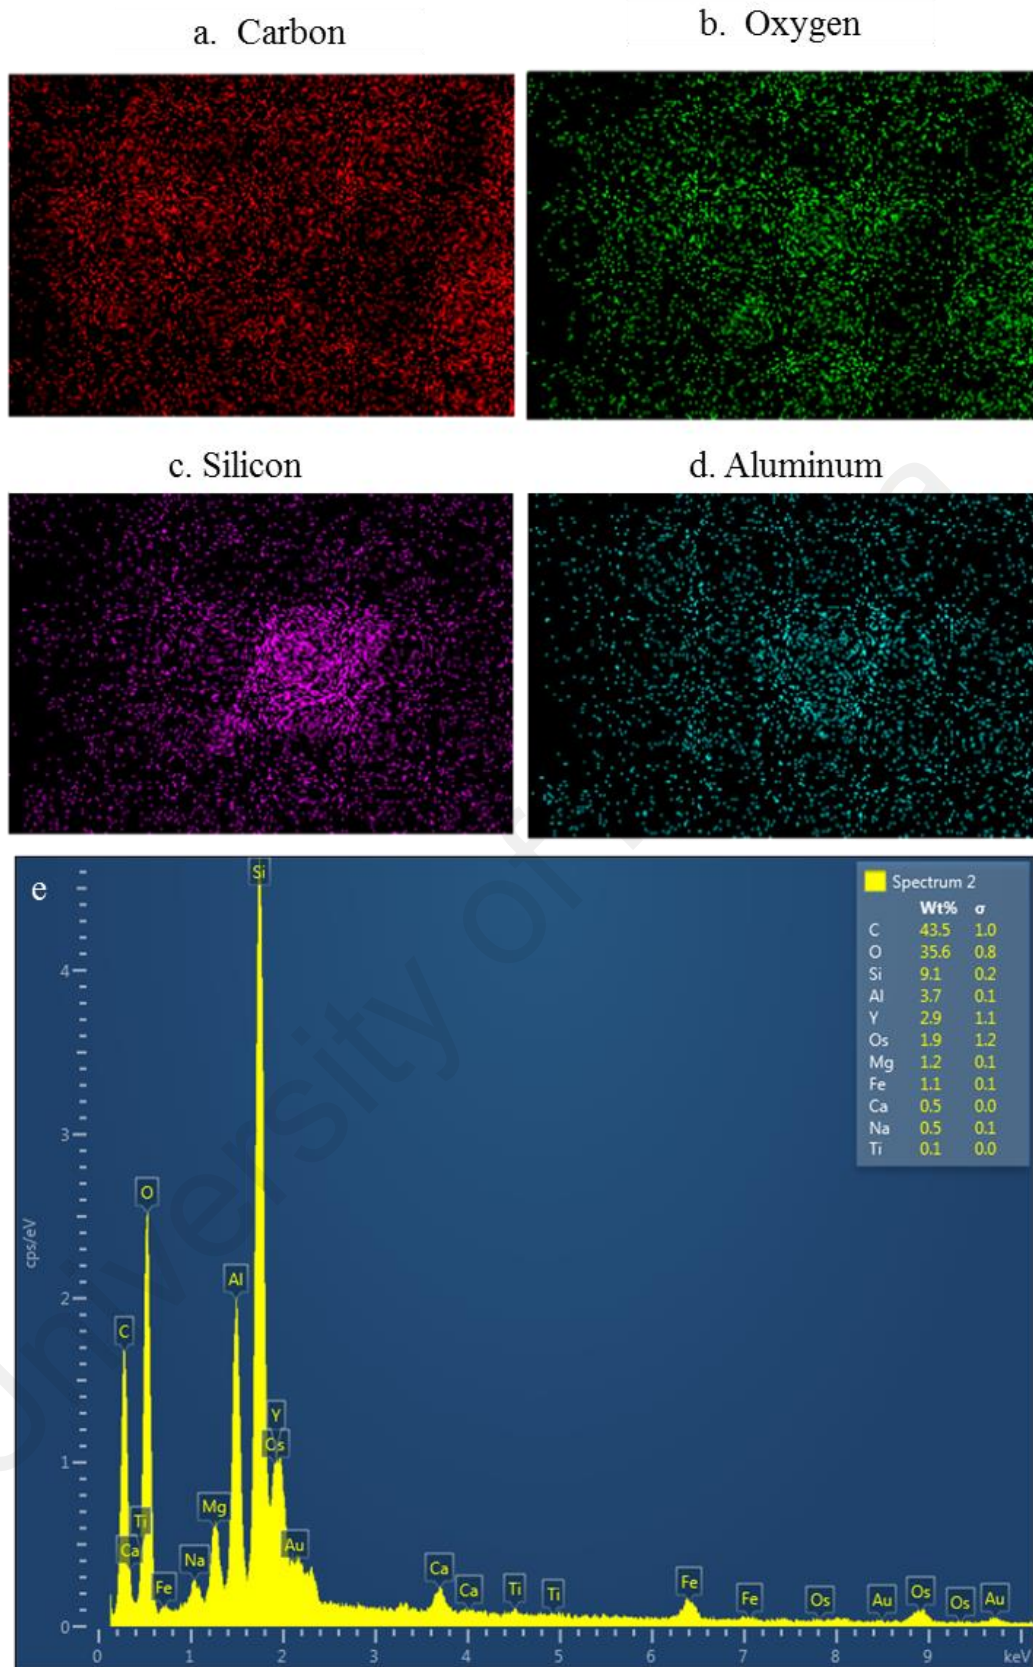 a. Carbon
b. Oxygen
c. Silicon
d. Aluminum
e
Spectrum 2
Wt% σ
C 43.5 1.0
O 35.6 0.8
Si 9.1 0.2
Al 3.7 0.1
Y 2.9 1.1
Os 1.9 1.2
Mg 1.2 0.1
Fe 1.1 0.1
Ca 0.5 0.0
Na 0.5 0.1
Ti 0.1 0.0
Si
4
3
O
cps/eV
2
Al
C
Y
Os
1
Mg
Ti
Ca
Au
Na
Fe
Ca
Ca
Ti
Ti
Fe
Fe
Os
Au
Os
Os
Au
0
0 1 2 3 4 5 6 7 8 9 keV
University of